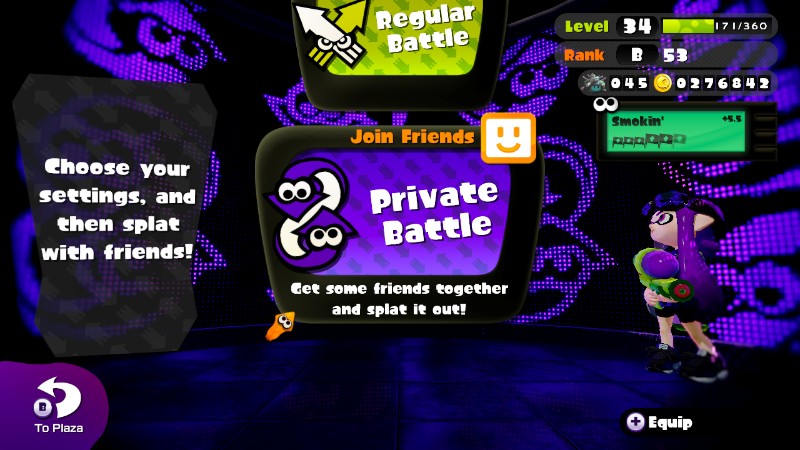 Regular
Battle
Level 34 171/360
Rank B 53
045 0276842
Smokin' +5.5
Join Friends
Choose your
settings, and
then splat
with friends!
Private
Battle
Get some friends together
and splat it out!
B
To Plaza
Equip